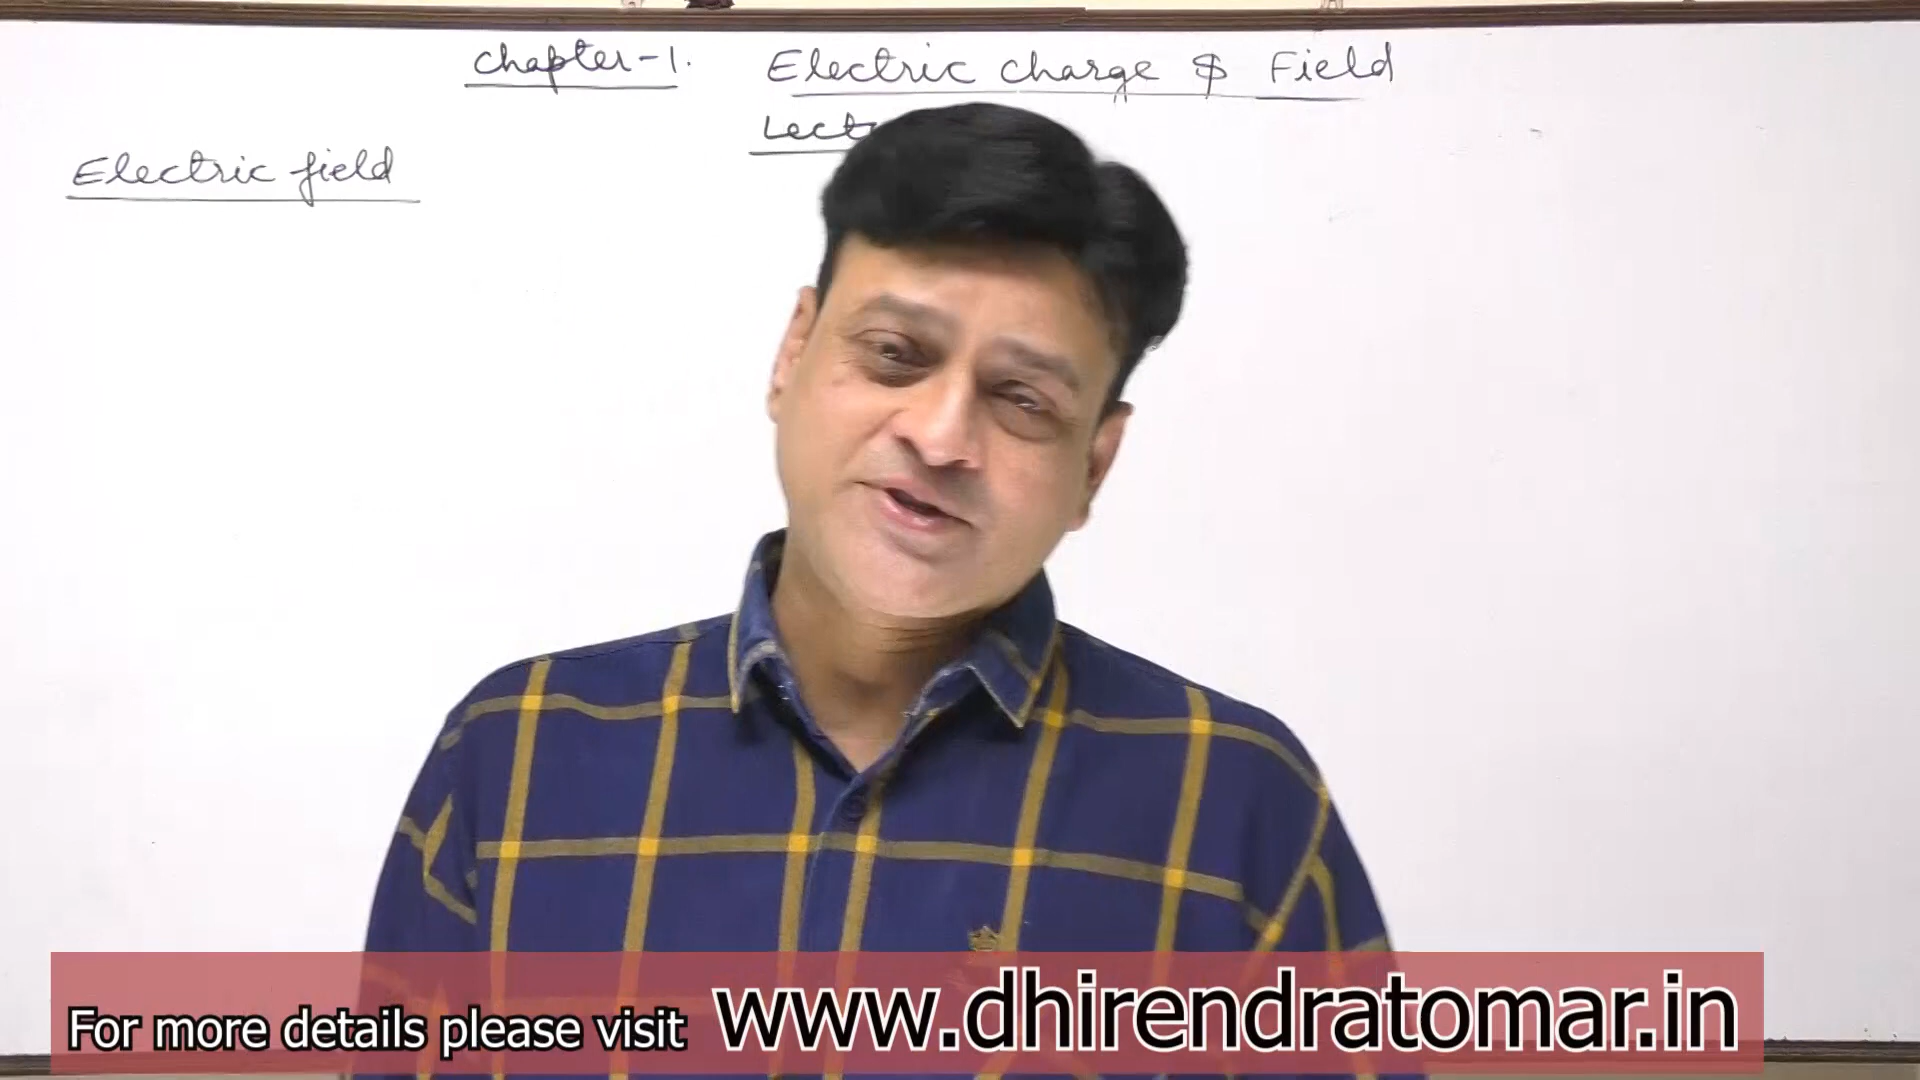 Chapter-1. Electric charge & Field
Electric field
For more details please visit www.dhirendratomar.in